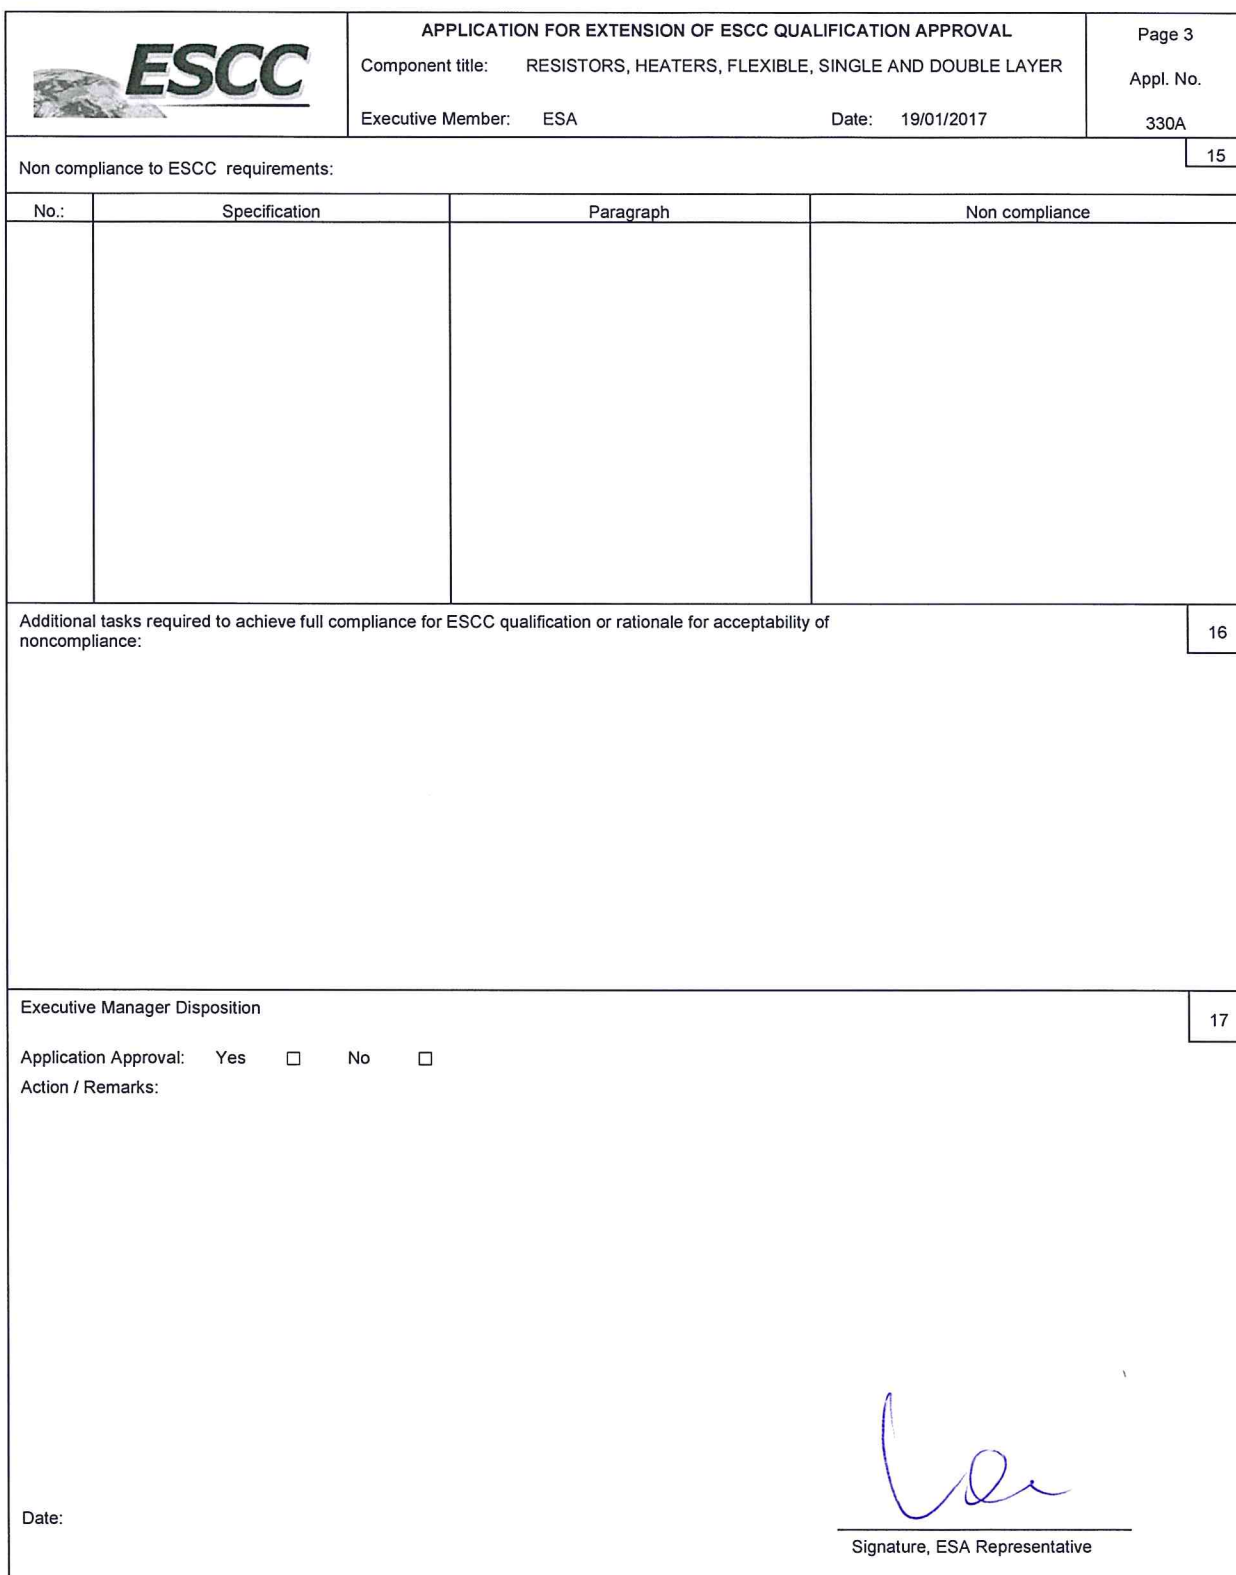 ESCC
APPLICATION FOR EXTENSION OF ESCC QUALIFICATION APPROVAL
Component title: RESISTORS, HEATERS, FLEXIBLE, SINGLE AND DOUBLE LAYER
Executive Member: ESA Date: 19/01/2017
Page 3
Appl. No.
330A
Non compliance to ESCC requirements:
15
No.: Specification Paragraph Non compliance
Additional tasks required to achieve full compliance for ESCC qualification or rationale for acceptability of
noncompliance:
16
Executive Manager Disposition
17
Application Approval: Yes ☐ No ☐
Action / Remarks:
Date:
Signature, ESA Representative